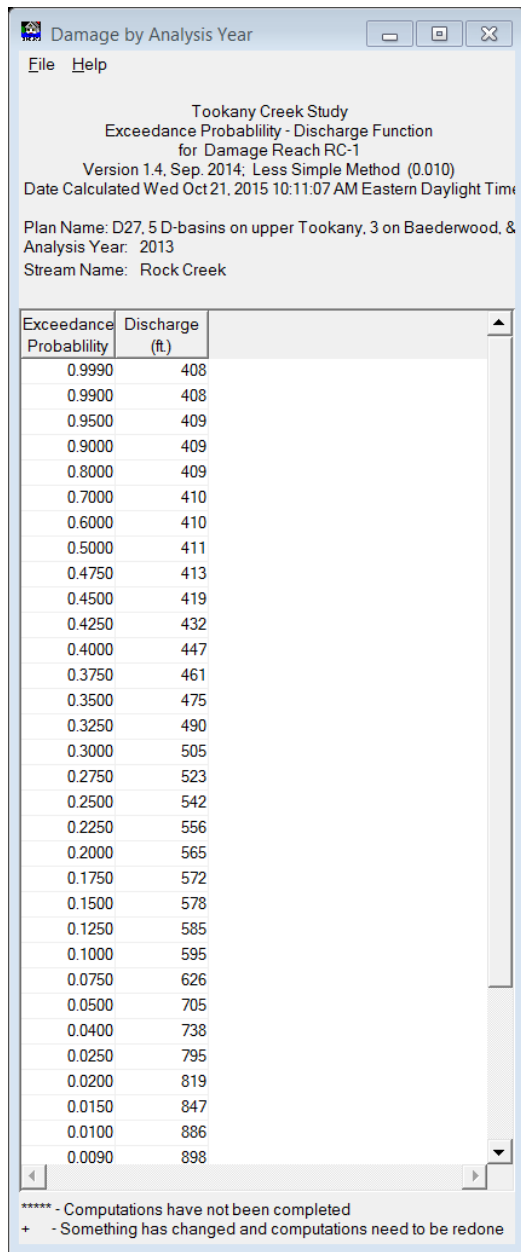 Damage by Analysis Year
File Help
Tookany Creek Study
Exceedance Probablility - Discharge Function
for Damage Reach RC-1
Version 1.4, Sep. 2014; Less Simple Method (0.010)
Date Calculated Wed Oct 21, 2015 10:11:07 AM Eastern Daylight Time
Plan Name: D27, 5 D-basins on upper Tookany, 3 on Baederwood, &
Analysis Year: 2013
Stream Name: Rock Creek
Exceedance Discharge
Probablility (ft.)
0.9990 408
0.9900 408
0.9500 409
0.9000 409
0.8000 409
0.7000 410
0.6000 410
0.5000 411
0.4750 413
0.4500 419
0.4250 432
0.4000 447
0.3750 461
0.3500 475
0.3250 490
0.3000 505
0.2750 523
0.2500 542
0.2250 556
0.2000 565
0.1750 572
0.1500 578
0.1250 585
0.1000 595
0.0750 626
0.0500 705
0.0400 738
0.0250 795
0.0200 819
0.0150 847
0.0100 886
0.0090 898
***** - Computations have not been completed
+ - Something has changed and computations need to be redone